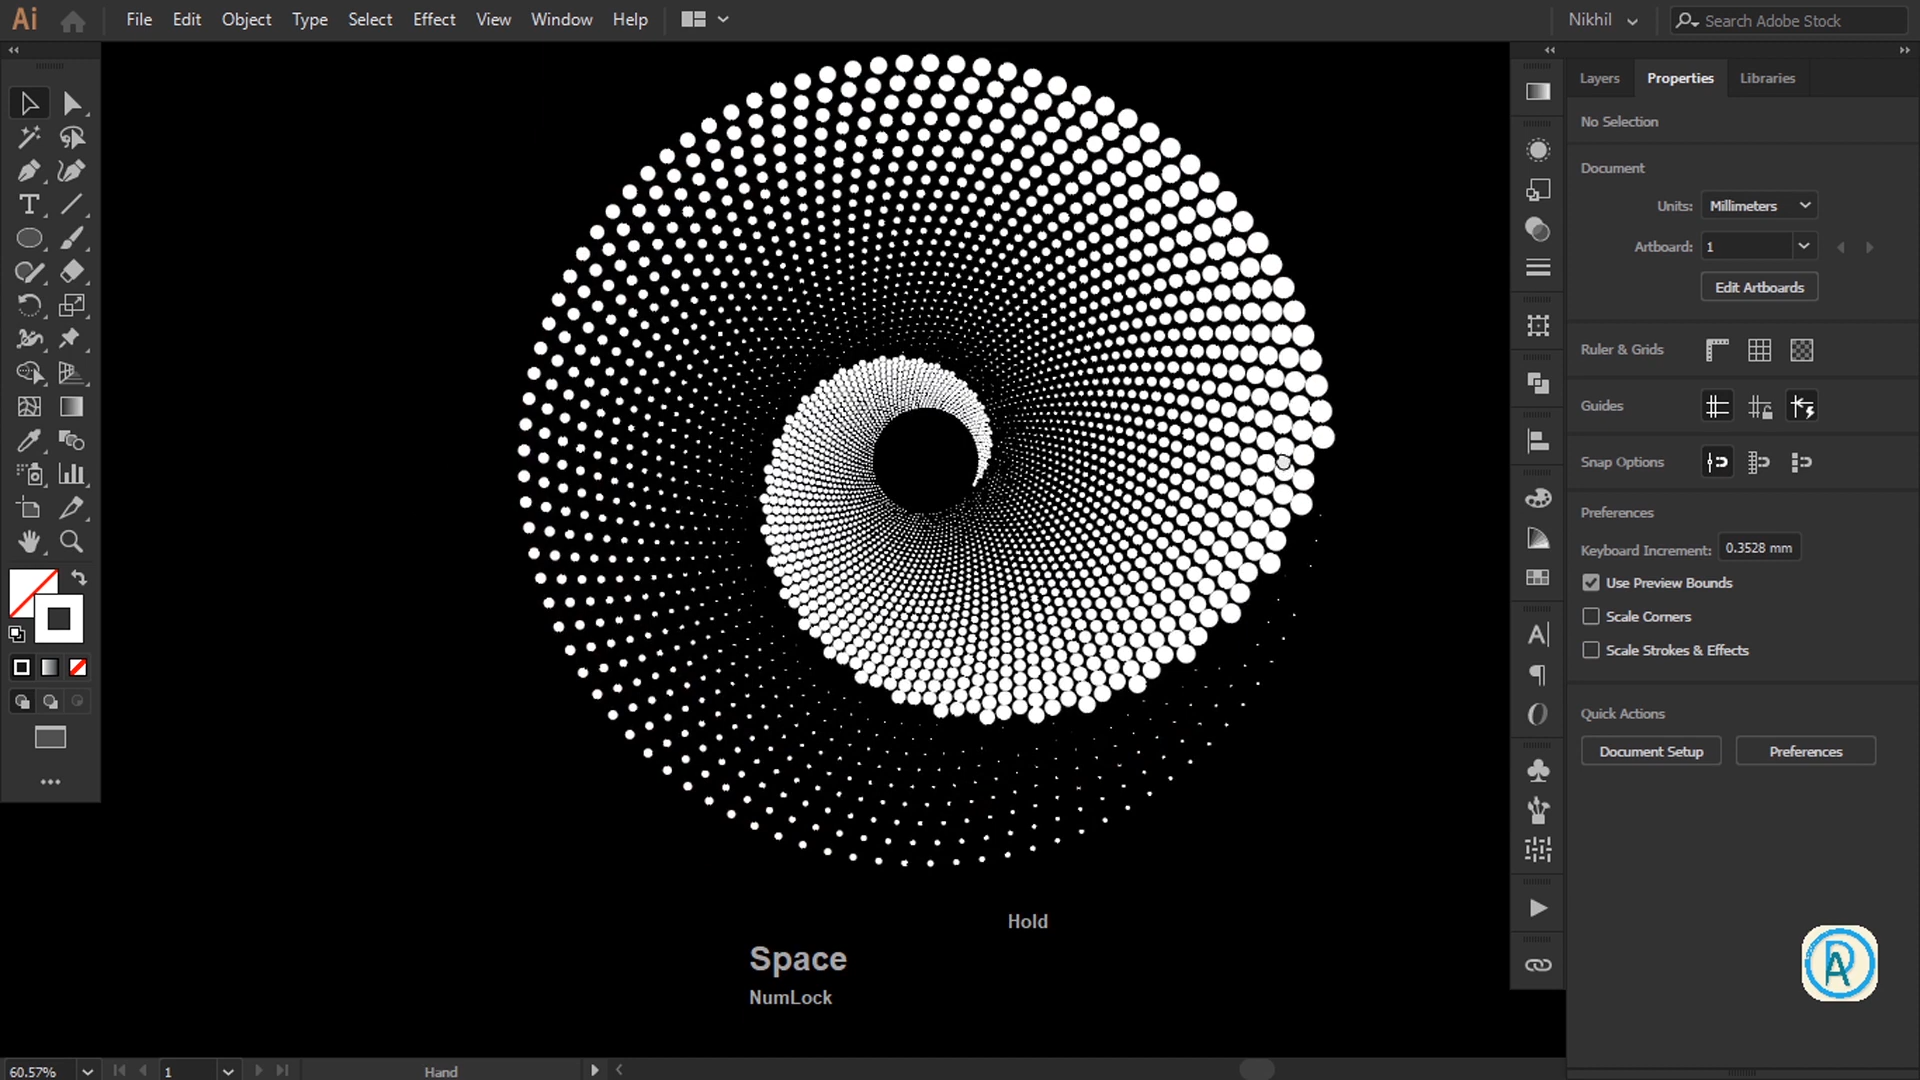 Ai File Edit Object Type Select Effect View Window Help Nikhil Search Adobe Stock
Layers Properties Libraries
No Selection
Document
Units: Millimeters
Artboard: 1
Edit Artboards
Ruler & Grids
Guides
Snap Options
Preferences
Keyboard Increment: 0.3528 mm
Use Preview Bounds
Scale Corners
Scale Strokes & Effects
Quick Actions
Document Setup Preferences
Hold
Space
NumLock
60.57% 1 Hand